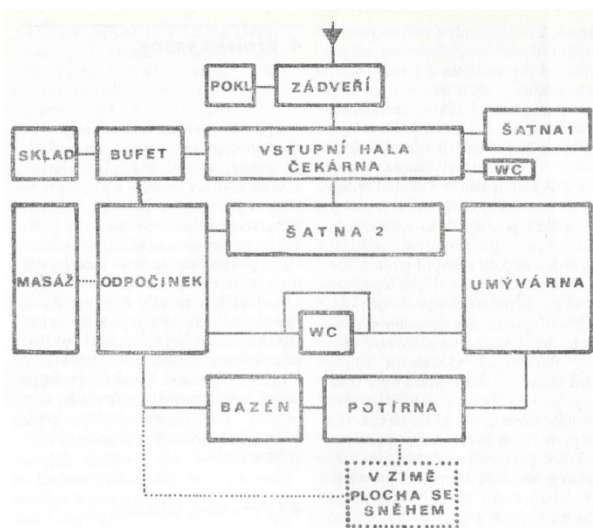 POKL
ZÁDVEŘÍ
SKLAD
BUFET
VSTUPNÍ HALA
ČEKÁRNA
ŠATNA 1
WC
ŠATNA 2
MASÁŽ
ODPOČINEK
UMÝVÁRNA
WC
BAZÉN
POTÍRNA
V ZIMĚ
PLOCHA SE
SNĚHEM